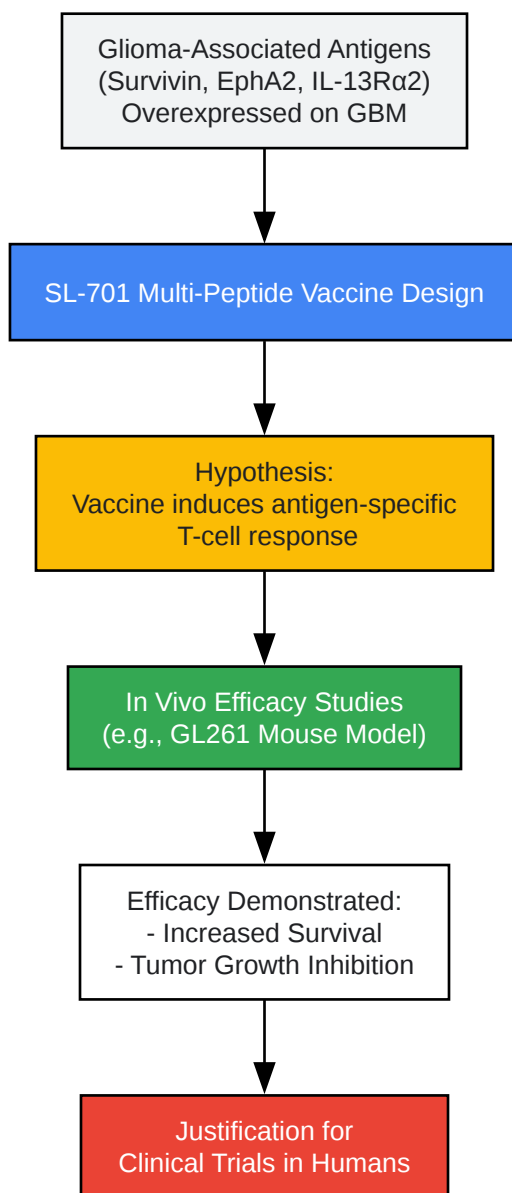 Glioma-Associated Antigens
(Survivin, EphA2, IL-13Rα2)
Overexpressed on GBM
SL-701 Multi-Peptide Vaccine Design
Hypothesis:
Vaccine induces antigen-specific
T-cell response
In Vivo Efficacy Studies
(e.g., GL261 Mouse Model)
Efficacy Demonstrated:
- Increased Survival
- Tumor Growth Inhibition
Justification for
Clinical Trials in Humans